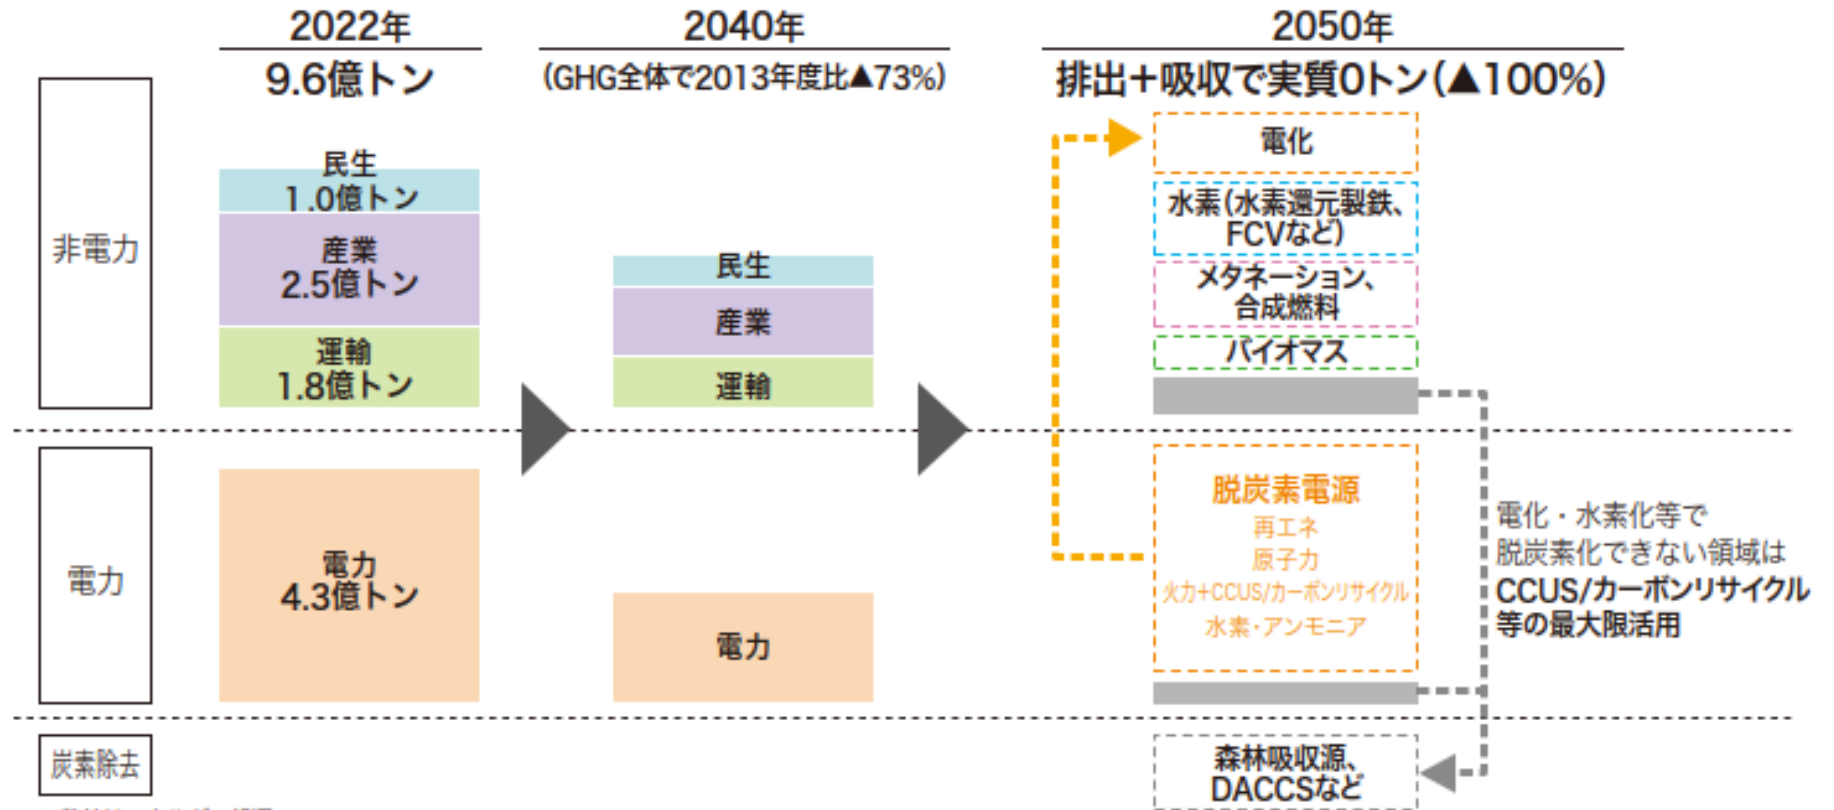 2022年
9.6億トン
2040年
(GHG全体で2013年度比▲73%)
2050年
排出+吸収で実質0トン(▲100%)
非電力
民生
1.0億トン
産業
2.5億トン
運輸
1.8億トン
民生
産業
運輸
電化
水素(水素還元製鉄、
FCVなど)
メタネーション、
合成燃料
バイオマス
電力
電力
4.3億トン
電力
脱炭素電源
再エネ
原子力
火力+CCUS/カーボンリサイクル
水素・アンモニア
電化・水素化等で
脱炭素化できない領域は
CCUS/カーボンリサイクル
等の最大限活用
炭素除去
森林吸収源、
DACCSなど